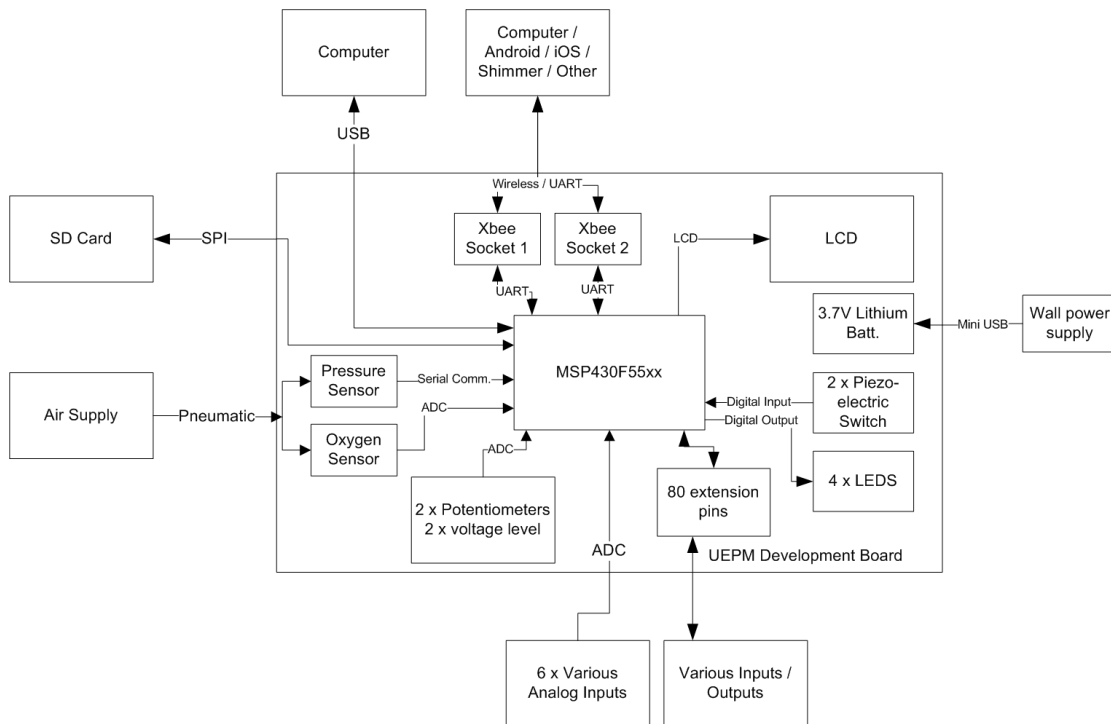 Computer
Computer /
Android / iOS /
Shimmer / Other
USB
Wireless / UART
SD Card
SPI
Xbee
Socket 1
Xbee
Socket 2
LCD
LCD
UART
UART
3.7V Lithium
Batt.
Mini USB
Wall power
supply
MSP430F55xx
Pressure
Sensor
Serial Comm.
Air Supply
Pneumatic
ADC
Oxygen
Sensor
Digital Input
Digital Output
2 x Piezo-
electric
Switch
ADC
2 x Potentiometers
2 x voltage level
80 extension
pins
4 x LEDS
ADC
UEPM Development Board
6 x Various
Analog Inputs
Various Inputs /
Outputs